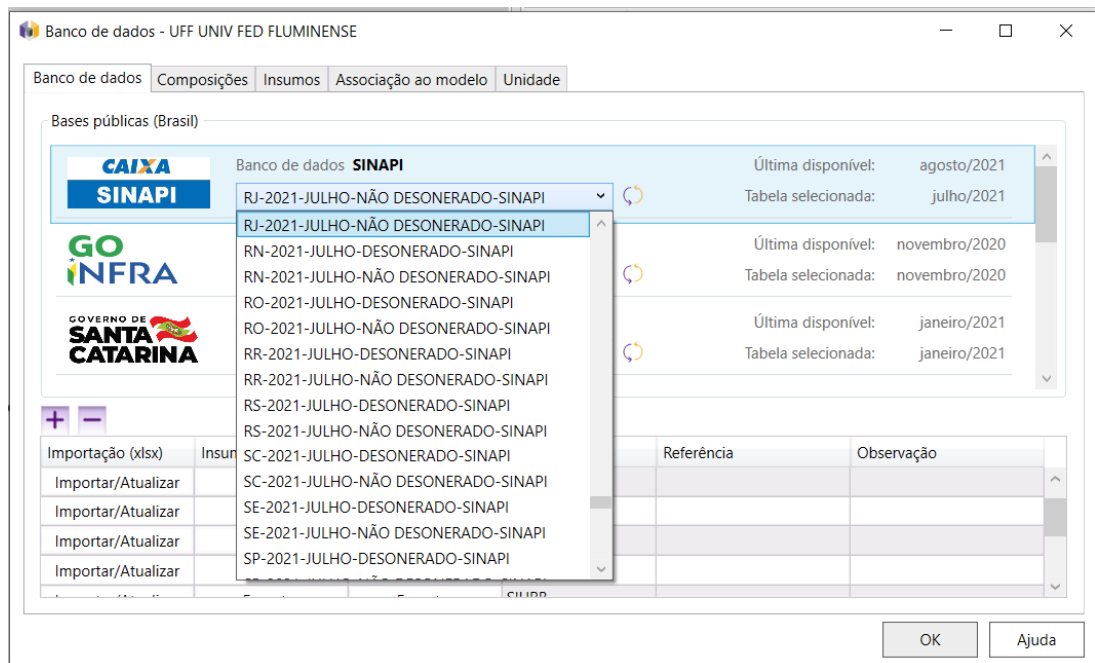 Banco de dados - UFF UNIV FED FLUMINENSE
Banco de dados Composições Insumos Associação ao modelo Unidade
Bases públicas (Brasil)
CAIXA
SINAPI
Banco de dados SINAPI
Última disponível: agosto/2021
RJ-2021-JULHO-NÃO DESONERADO-SINAPI
Tabela selecionada: julho/2021
RJ-2021-JULHO-NÃO DESONERADO-SINAPI
RN-2021-JULHO-DESONERADO-SINAPI
RN-2021-JULHO-NÃO DESONERADO-SINAPI
RO-2021-JULHO-DESONERADO-SINAPI
RO-2021-JULHO-NÃO DESONERADO-SINAPI
RR-2021-JULHO-DESONERADO-SINAPI
RR-2021-JULHO-NÃO DESONERADO-SINAPI
RS-2021-JULHO-DESONERADO-SINAPI
RS-2021-JULHO-NÃO DESONERADO-SINAPI
SC-2021-JULHO-DESONERADO-SINAPI
SC-2021-JULHO-NÃO DESONERADO-SINAPI
SE-2021-JULHO-DESONERADO-SINAPI
SE-2021-JULHO-NÃO DESONERADO-SINAPI
SP-2021-JULHO-DESONERADO-SINAPI
GO
INFRA
Última disponível: novembro/2020
Tabela selecionada: novembro/2020
GOVERNO DE
SANTA
CATARINA
Última disponível: janeiro/2021
Tabela selecionada: janeiro/2021
Importação (xlsx) Referência Observação
Importar/Atualizar
Importar/Atualizar
Importar/Atualizar
Importar/Atualizar
OK Ajuda